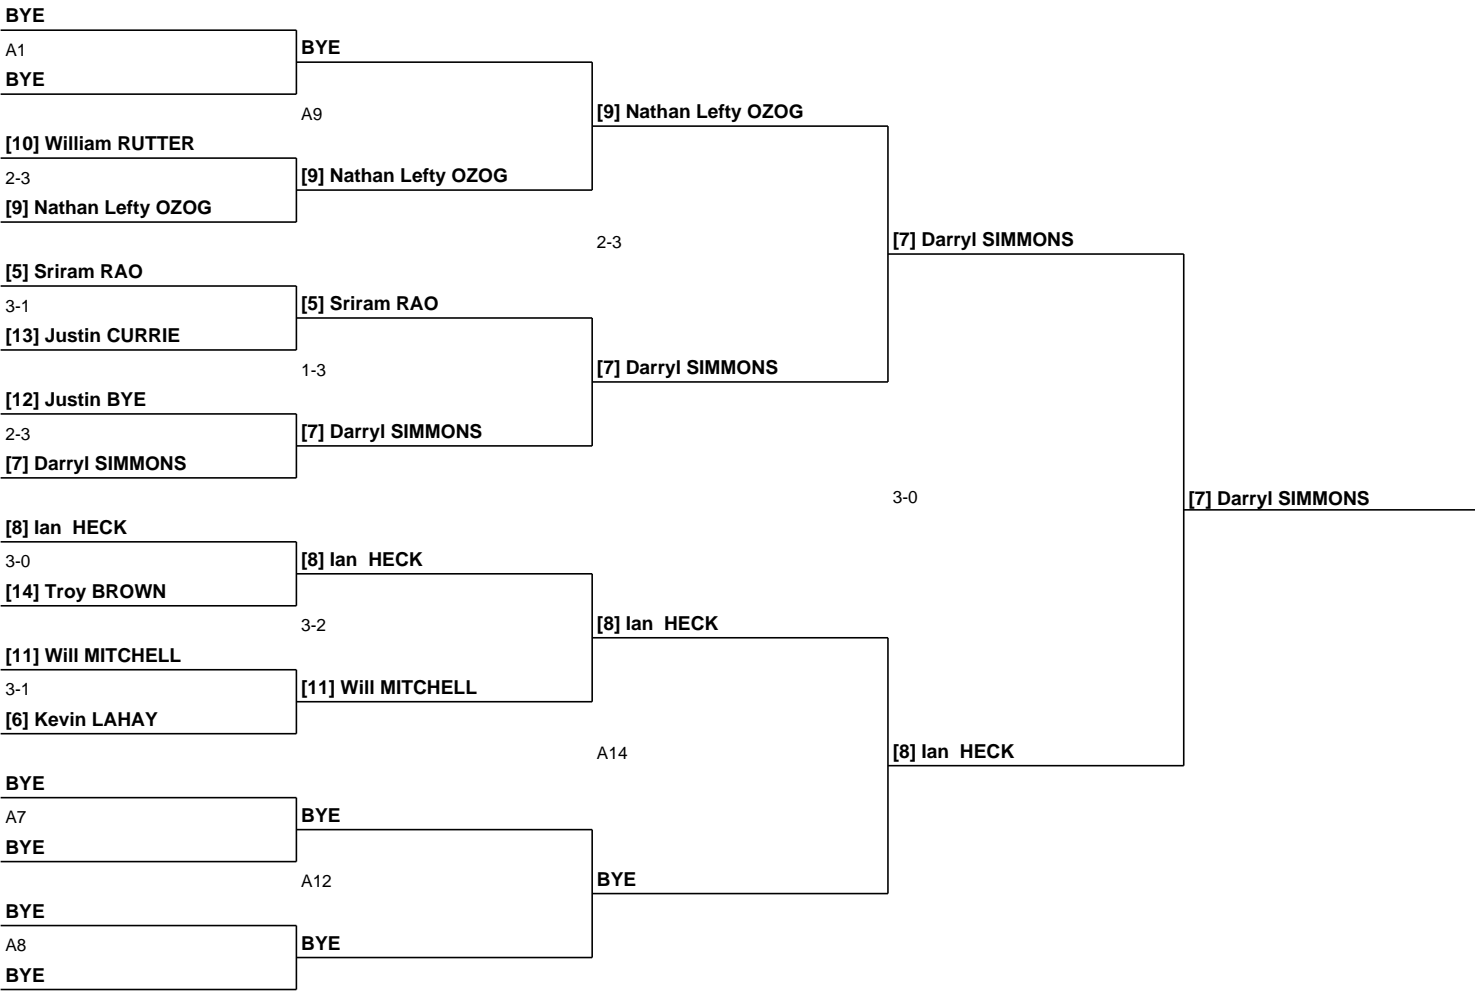 BYE
A1
BYE
[10] William RUTTER
2-3
[9] Nathan Lefty OZOG
[5] Sriram RAO
3-1
[13] Justin CURRIE
[12] Justin BYE
2-3
[7] Darryl SIMMONS
[8] Ian  HECK
3-0
[14] Troy BROWN
[11] Will MITCHELL
3-1
[6] Kevin LAHAY
BYE
A7
BYE
BYE
A8
BYE
BYE
A9
[9] Nathan Lefty OZOG
[5] Sriram RAO
1-3
[7] Darryl SIMMONS
[8] Ian  HECK
3-2
[11] Will MITCHELL
BYE
A12
BYE
[9] Nathan Lefty OZOG
2-3
[7] Darryl SIMMONS
[8] Ian  HECK
A14
BYE
[7] Darryl SIMMONS
3-0
[8] Ian  HECK
[7] Darryl SIMMONS